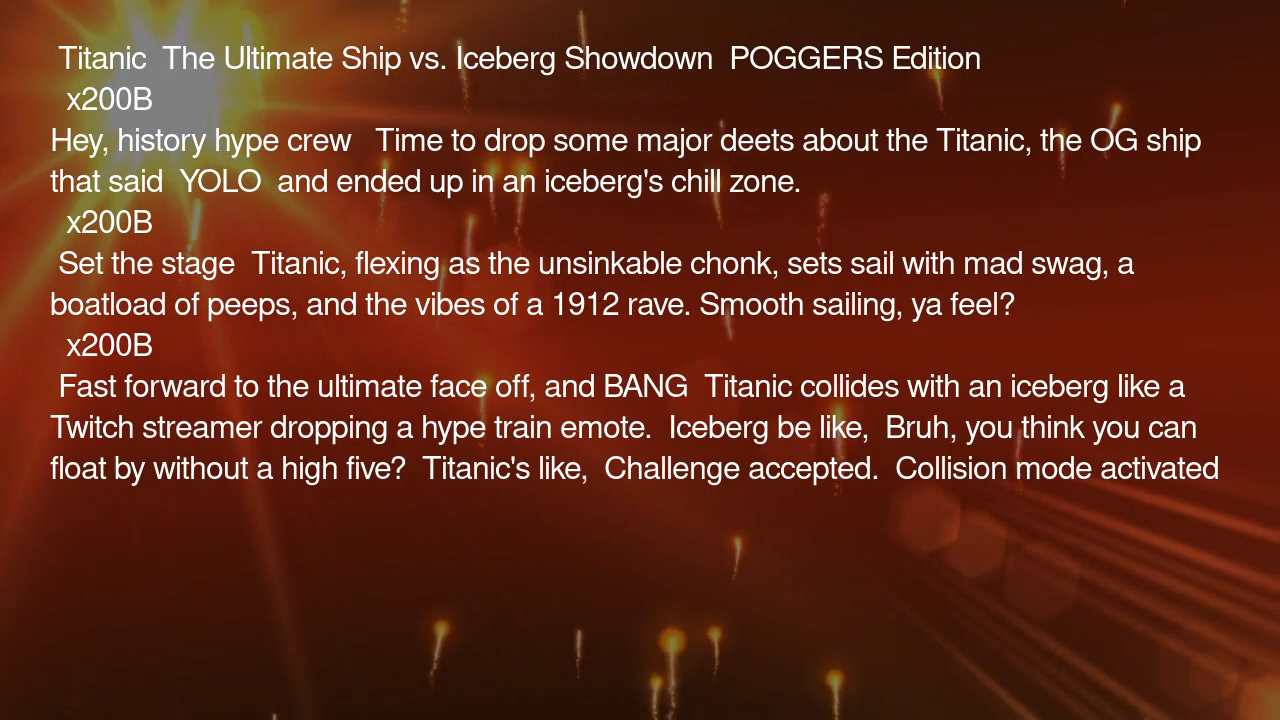 Titanic The Ultimate Ship vs. Iceberg Showdown POGGERS Edition
x200B
Hey, history hype crew Time to drop some major deets about the Titanic, the OG ship
that said YOLO and ended up in an iceberg's chill zone.
x200B
Set the stage Titanic, flexing as the unsinkable chonk, sets sail with mad swag, a
boatload of peeps, and the vibes of a 1912 rave. Smooth sailing, ya feel?
x200B
Fast forward to the ultimate face off, and BANG Titanic collides with an iceberg like a
Twitch streamer dropping a hype train emote. Iceberg be like, Bruh, you think you can
float by without a high five? Titanic's like, Challenge accepted. Collision mode activated